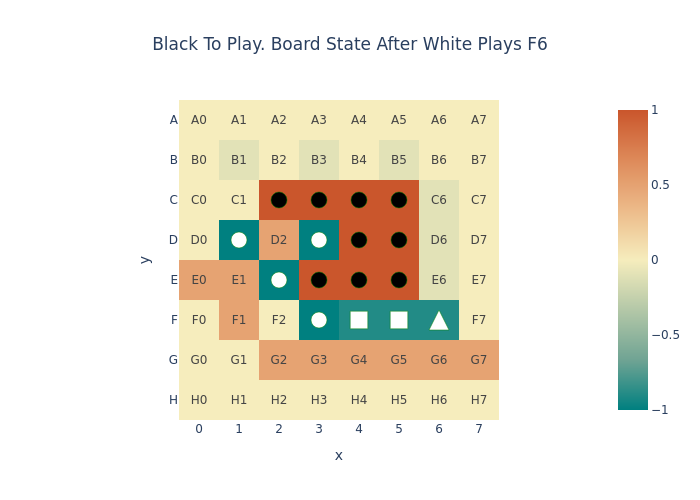 Black To Play. Board State After White Plays F6
A A0 A1 A2 A3 A4 A5 A6 A7
B B0 B1 B2 B3 B4 B5 B6 B7
C C0 C1 C6 C7
D D0 D2 D6 D7
E E0 E1 E6 E7
F F0 F1 F2 F7
G G0 G1 G2 G3 G4 G5 G6 G7
H H0 H1 H2 H3 H4 H5 H6 H7
0 1 2 3 4 5 6 7
x
y
1
0.5
0
−0.5
−1